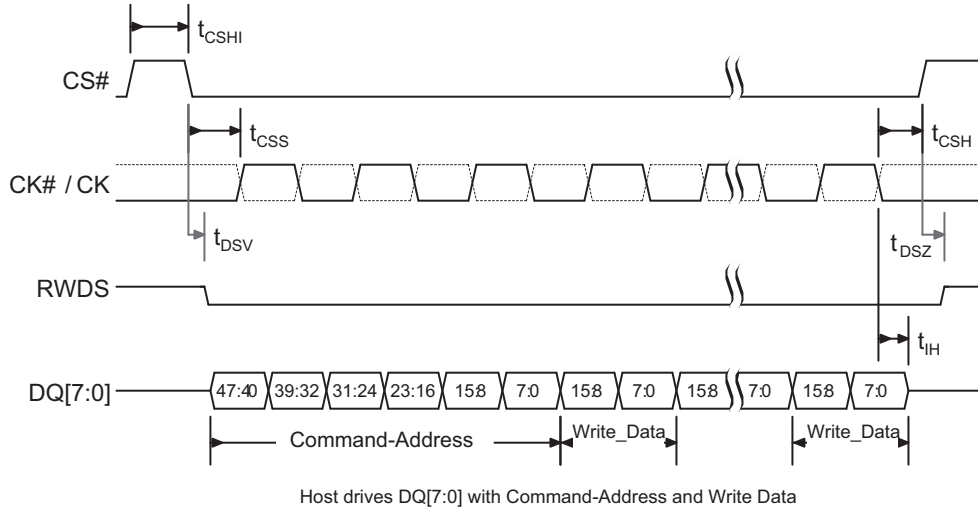 tCSHI
CS#
tCSS
tCSH
CK# / CK
tDSV
tDSZ
RWDS
tIH
DQ[7:0] 47:40 39:32 31:24 23:16 15:8 7:0 15:8 7:0 15:8 7:0 15:8 7:0
Command-Address Write_Data Write_Data
Host drives DQ[7:0] with Command-Address and Write Data